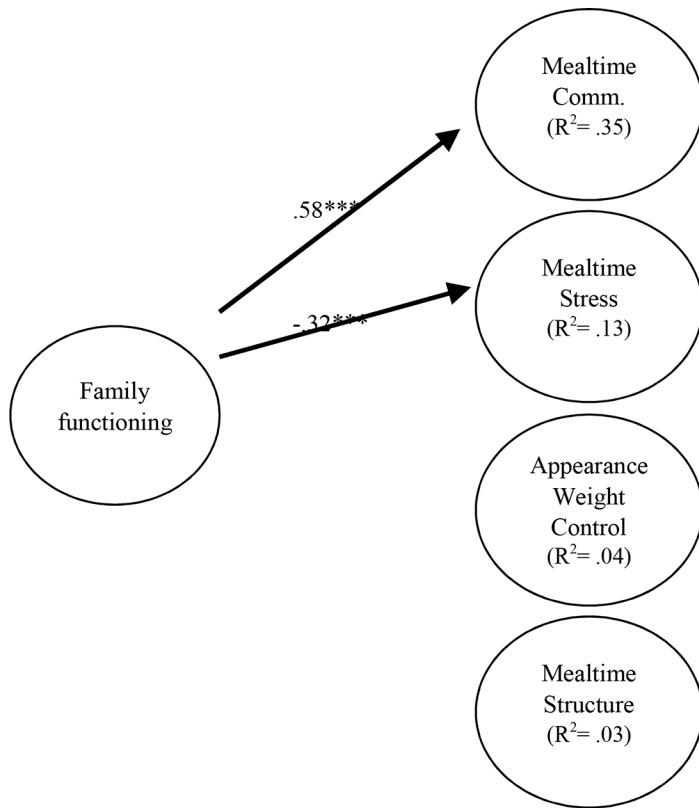 Mealtime
Comm.
(R²= .35)
.58***
Mealtime
Stress
(R²= .13)
-.32***
Family
functioning
Appearance
Weight
Control
(R²= .04)
Mealtime
Structure
(R²= .03)